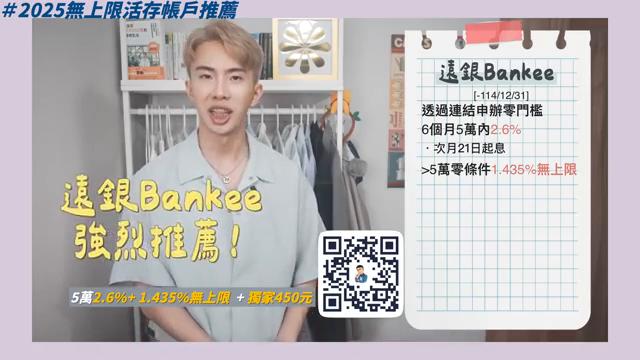 #2025無上限活存帳戶推薦
遠銀Bankee
[-114/12/31]
透過連結申辦零門檻
6個月5萬內2.6%
·次月21日起息
>5萬零條件1.435%無上限
遠銀Bankee
強烈推薦!
5萬2.6%+ 1.435%無上限 + 獨家450元